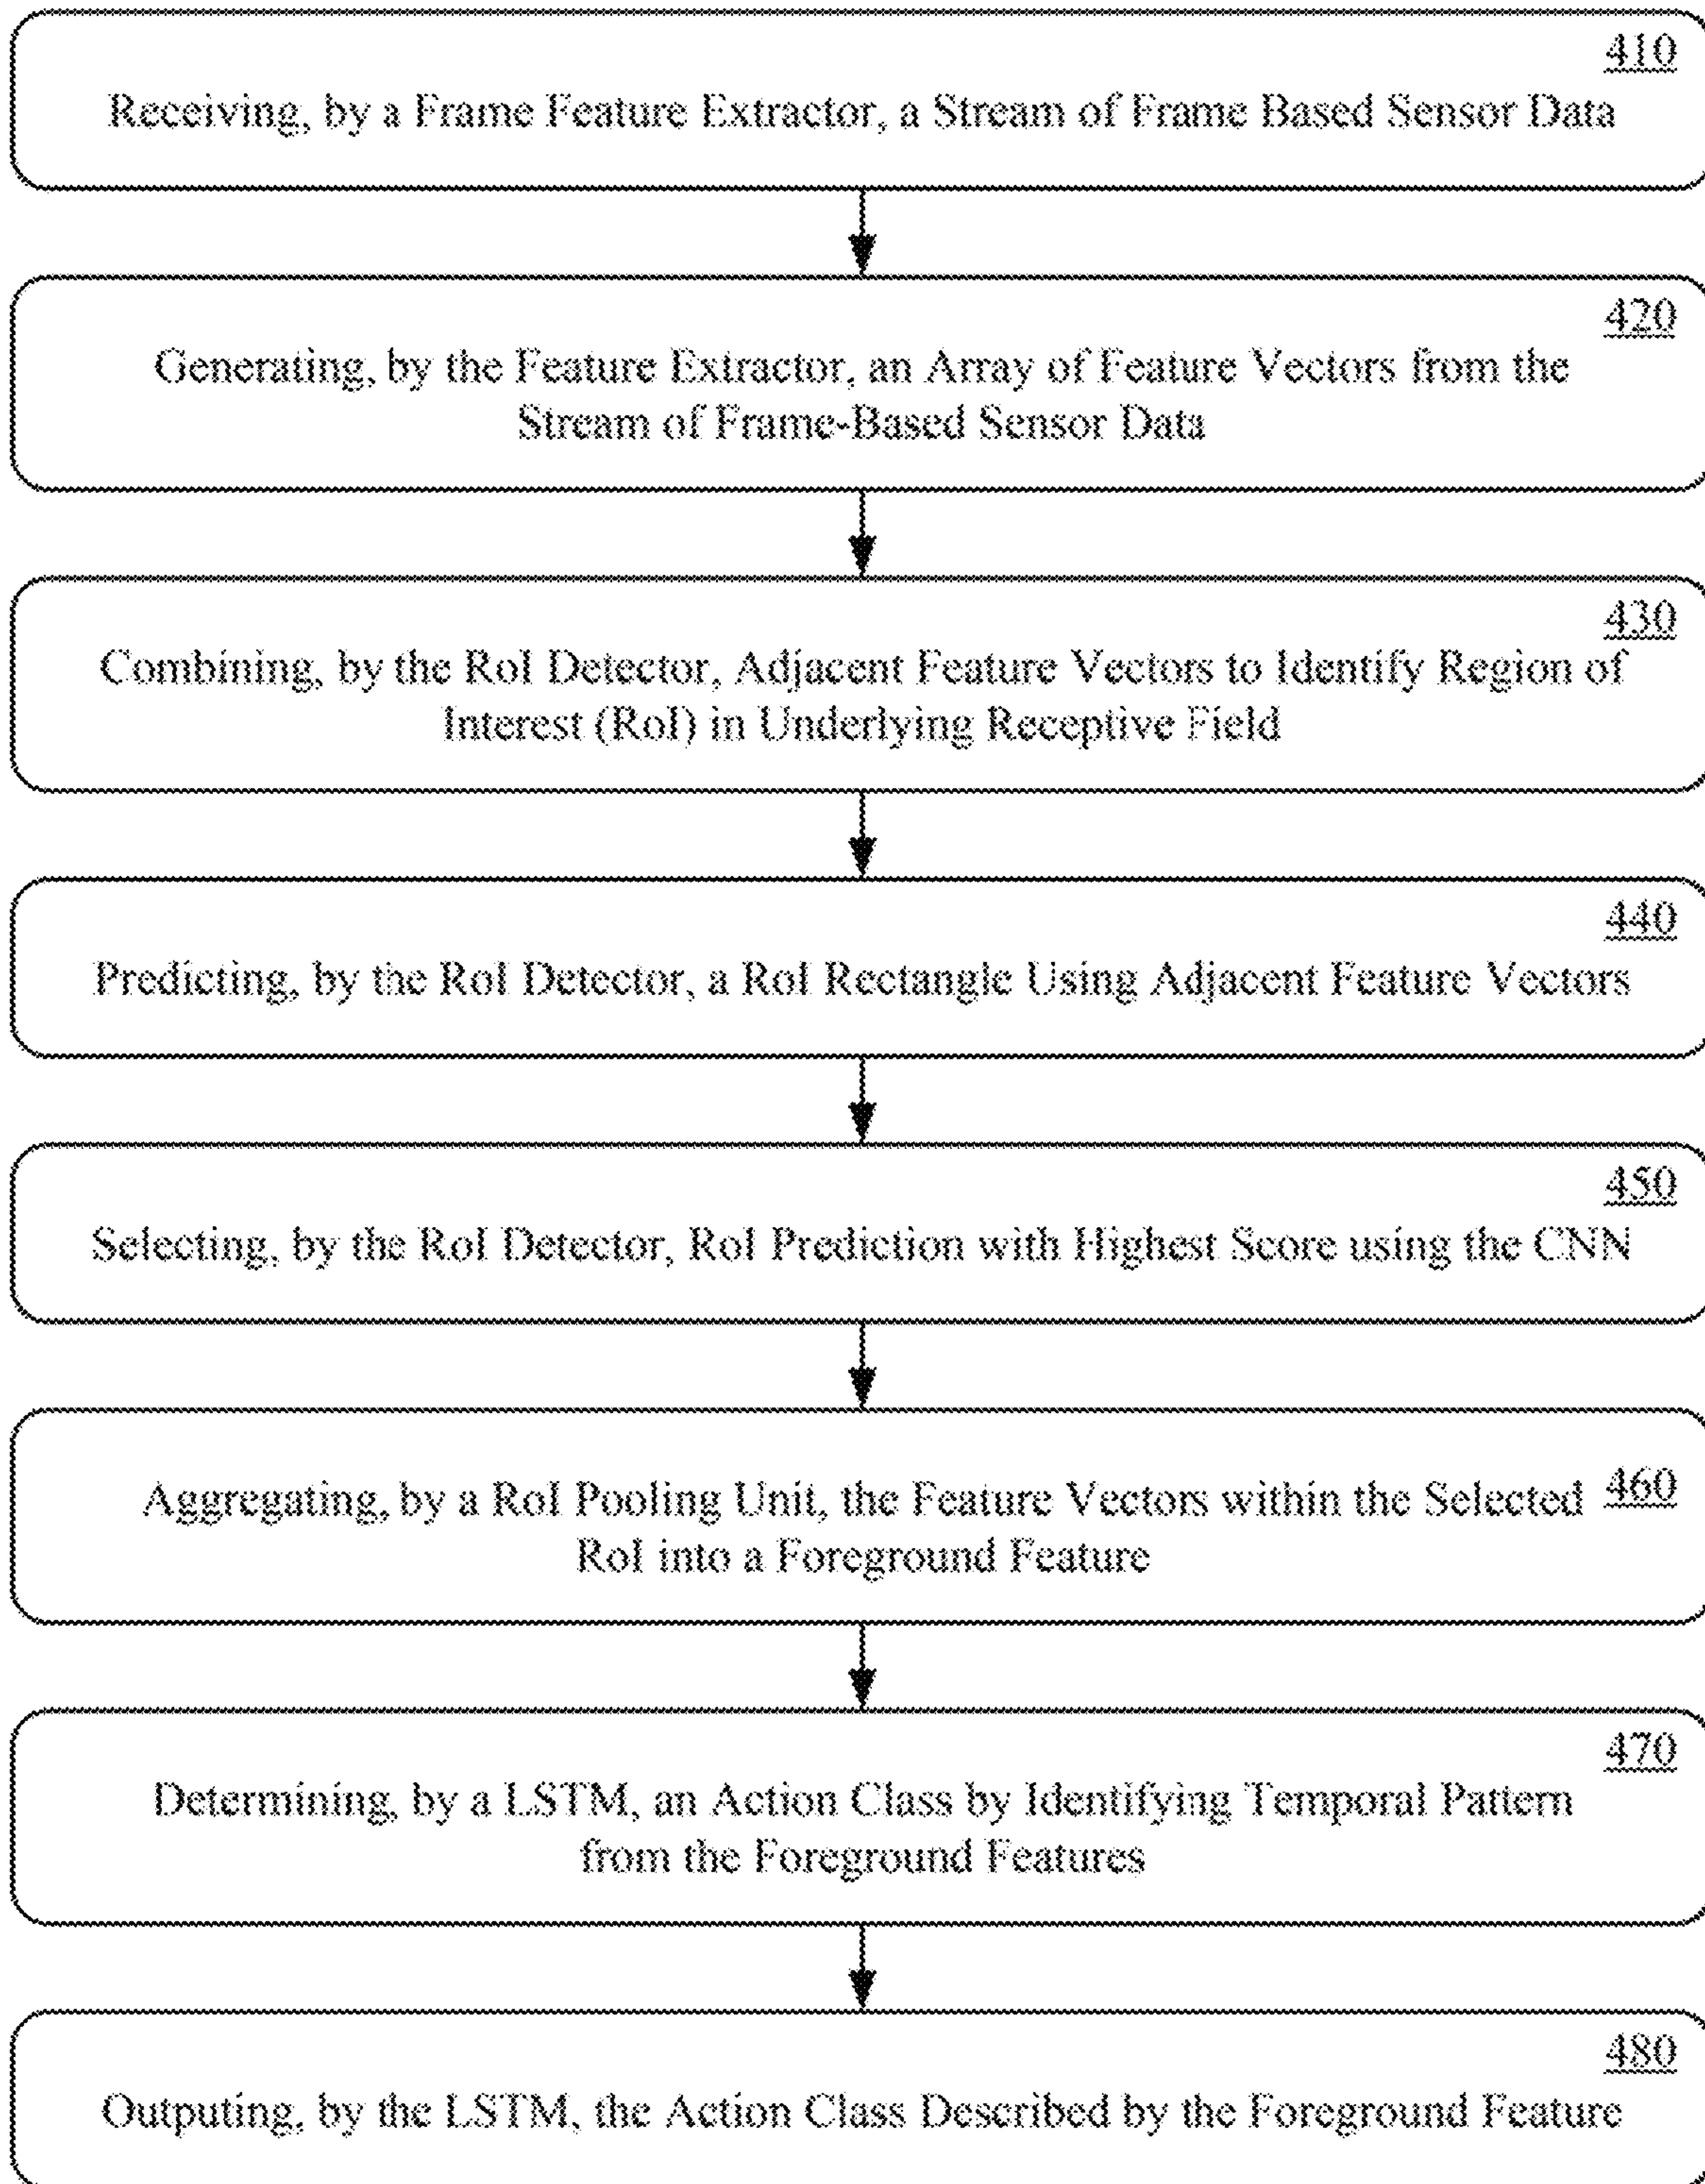 410
Receiving, by a Frame Feature Extractor, a Stream of Frame Based Sensor Data
420
Generating, by the Feature Extractor, an Array of Feature Vectors from the
Stream of Frame-Based Sensor Data
430
Combining, by the RoI Detector, Adjacent Feature Vectors to Identify Region of
Interest (RoI) in Underlying Receptive Field
440
Predicting, by the RoI Detector, a RoI Rectangle Using Adjacent Feature Vectors
450
Selecting, by the RoI Detector, RoI Prediction with Highest Score using the CNN
460
Aggregating, by a RoI Pooling Unit, the Feature Vectors within the Selected
RoI into a Foreground Feature
470
Determining, by a LSTM, an Action Class by Identifying Temporal Pattern
from the Foreground Features
480
Outputing, by the LSTM, the Action Class Described by the Foreground Feature